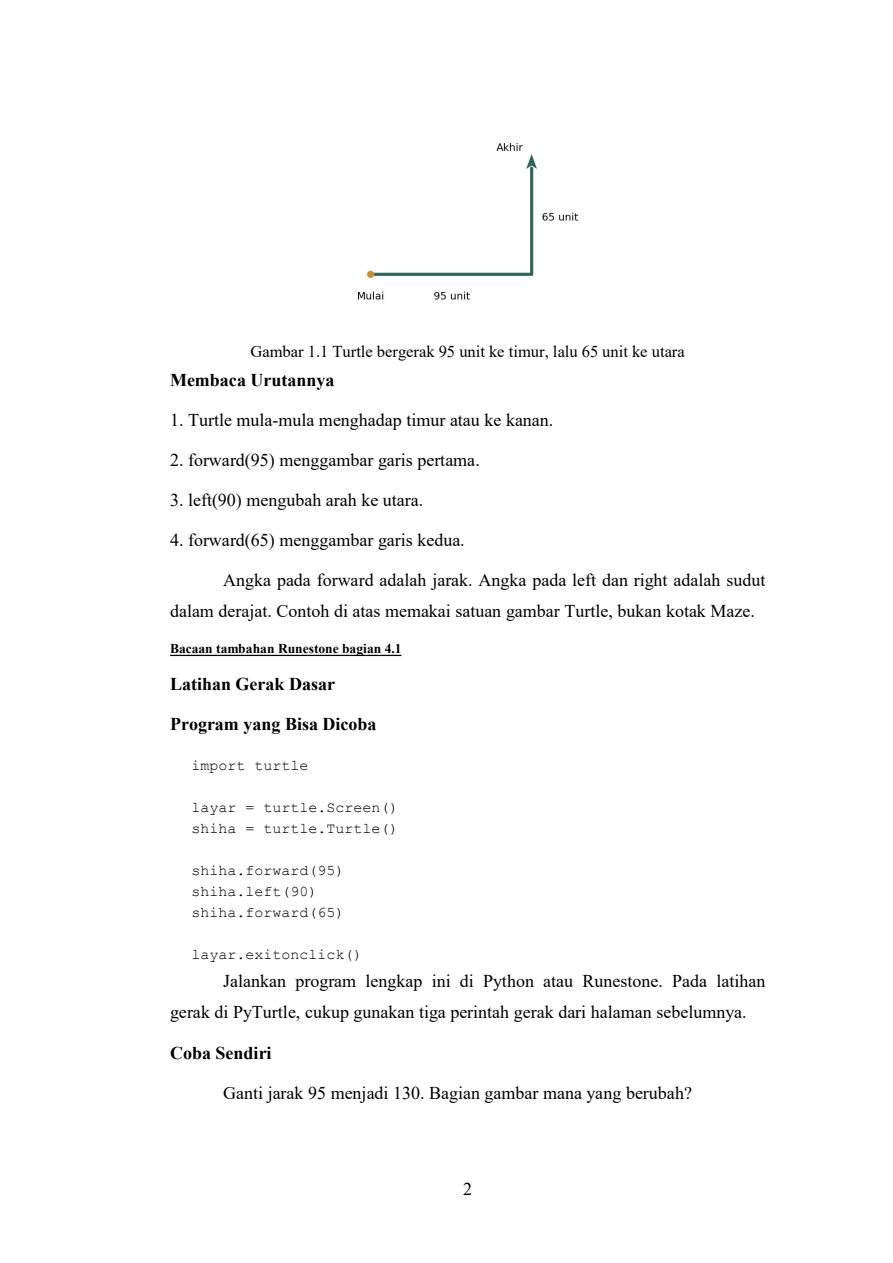 Akhir
65 unit
Mulai 95 unit
Gambar 1.1 Turtle bergerak 95 unit ke timur, lalu 65 unit ke utara
Membaca Urutannya
1. Turtle mula-mula menghadap timur atau ke kanan.
2. forward(95) menggambar garis pertama.
3. left(90) mengubah arah ke utara.
4. forward(65) menggambar garis kedua.
Angka pada forward adalah jarak. Angka pada left dan right adalah sudut
dalam derajat. Contoh di atas memakai satuan gambar Turtle, bukan kotak Maze.
Bacaan tambahan Runestone bagian 4.1
Latihan Gerak Dasar
Program yang Bisa Dicoba
import turtle
layar = turtle.Screen()
shiha = turtle.Turtle()
shiha.forward(95)
shiha.left(90)
shiha.forward(65)
layar.exitonclick()
Jalankan program lengkap ini di Python atau Runestone. Pada latihan
gerak di PyTurtle, cukup gunakan tiga perintah gerak dari halaman sebelumnya.
Coba Sendiri
Ganti jarak 95 menjadi 130. Bagian gambar mana yang berubah?
2